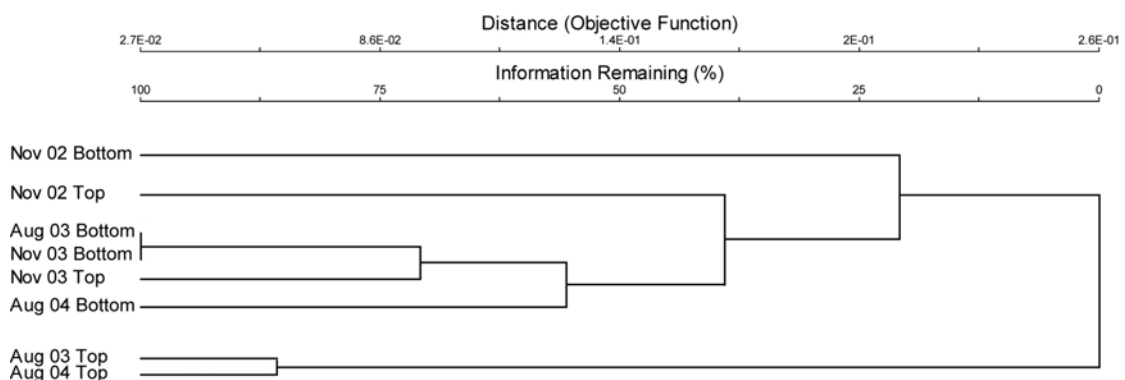 Distance (Objective Function)
2.7E-02 8.6E-02 1.4E-01 2E-01 2.6E-01
Information Remaining (%)
100 75 50 25 0
Nov 02 Bottom
Nov 02 Top
Aug 03 Bottom
Nov 03 Bottom
Nov 03 Top
Aug 04 Bottom
Aug 03 Top
Aug 04 Top